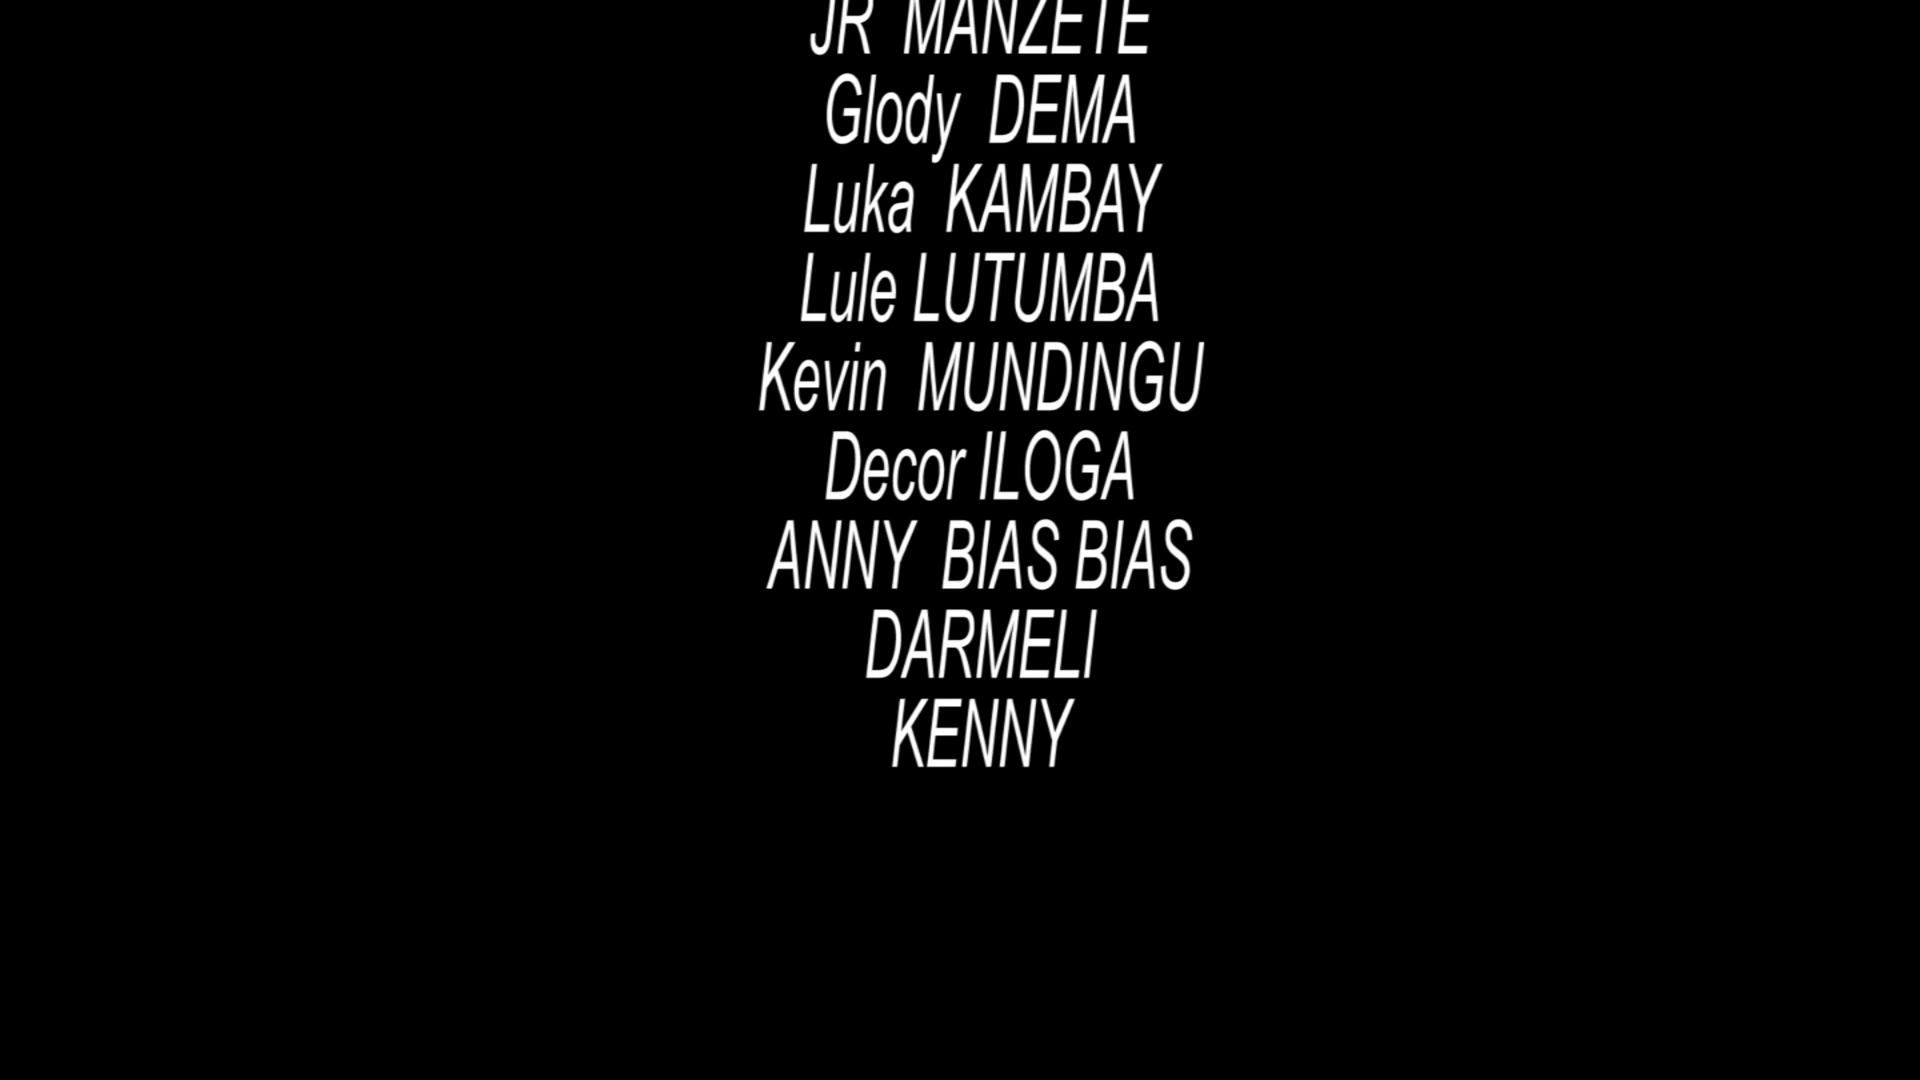 JR MANZETE
Glody DEMA
Luka KAMBAY
Lule LUTUMBA
Kevin MUNDINGU
Decor ILOGA
ANNY BIAS BIAS
DARMELI
KENNY